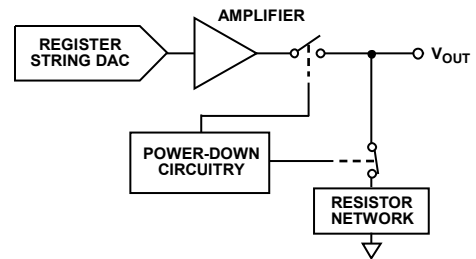 AMPLIFIER
REGISTER
STRING DAC
VOUT
POWER-DOWN
CIRCUITRY
RESISTOR
NETWORK